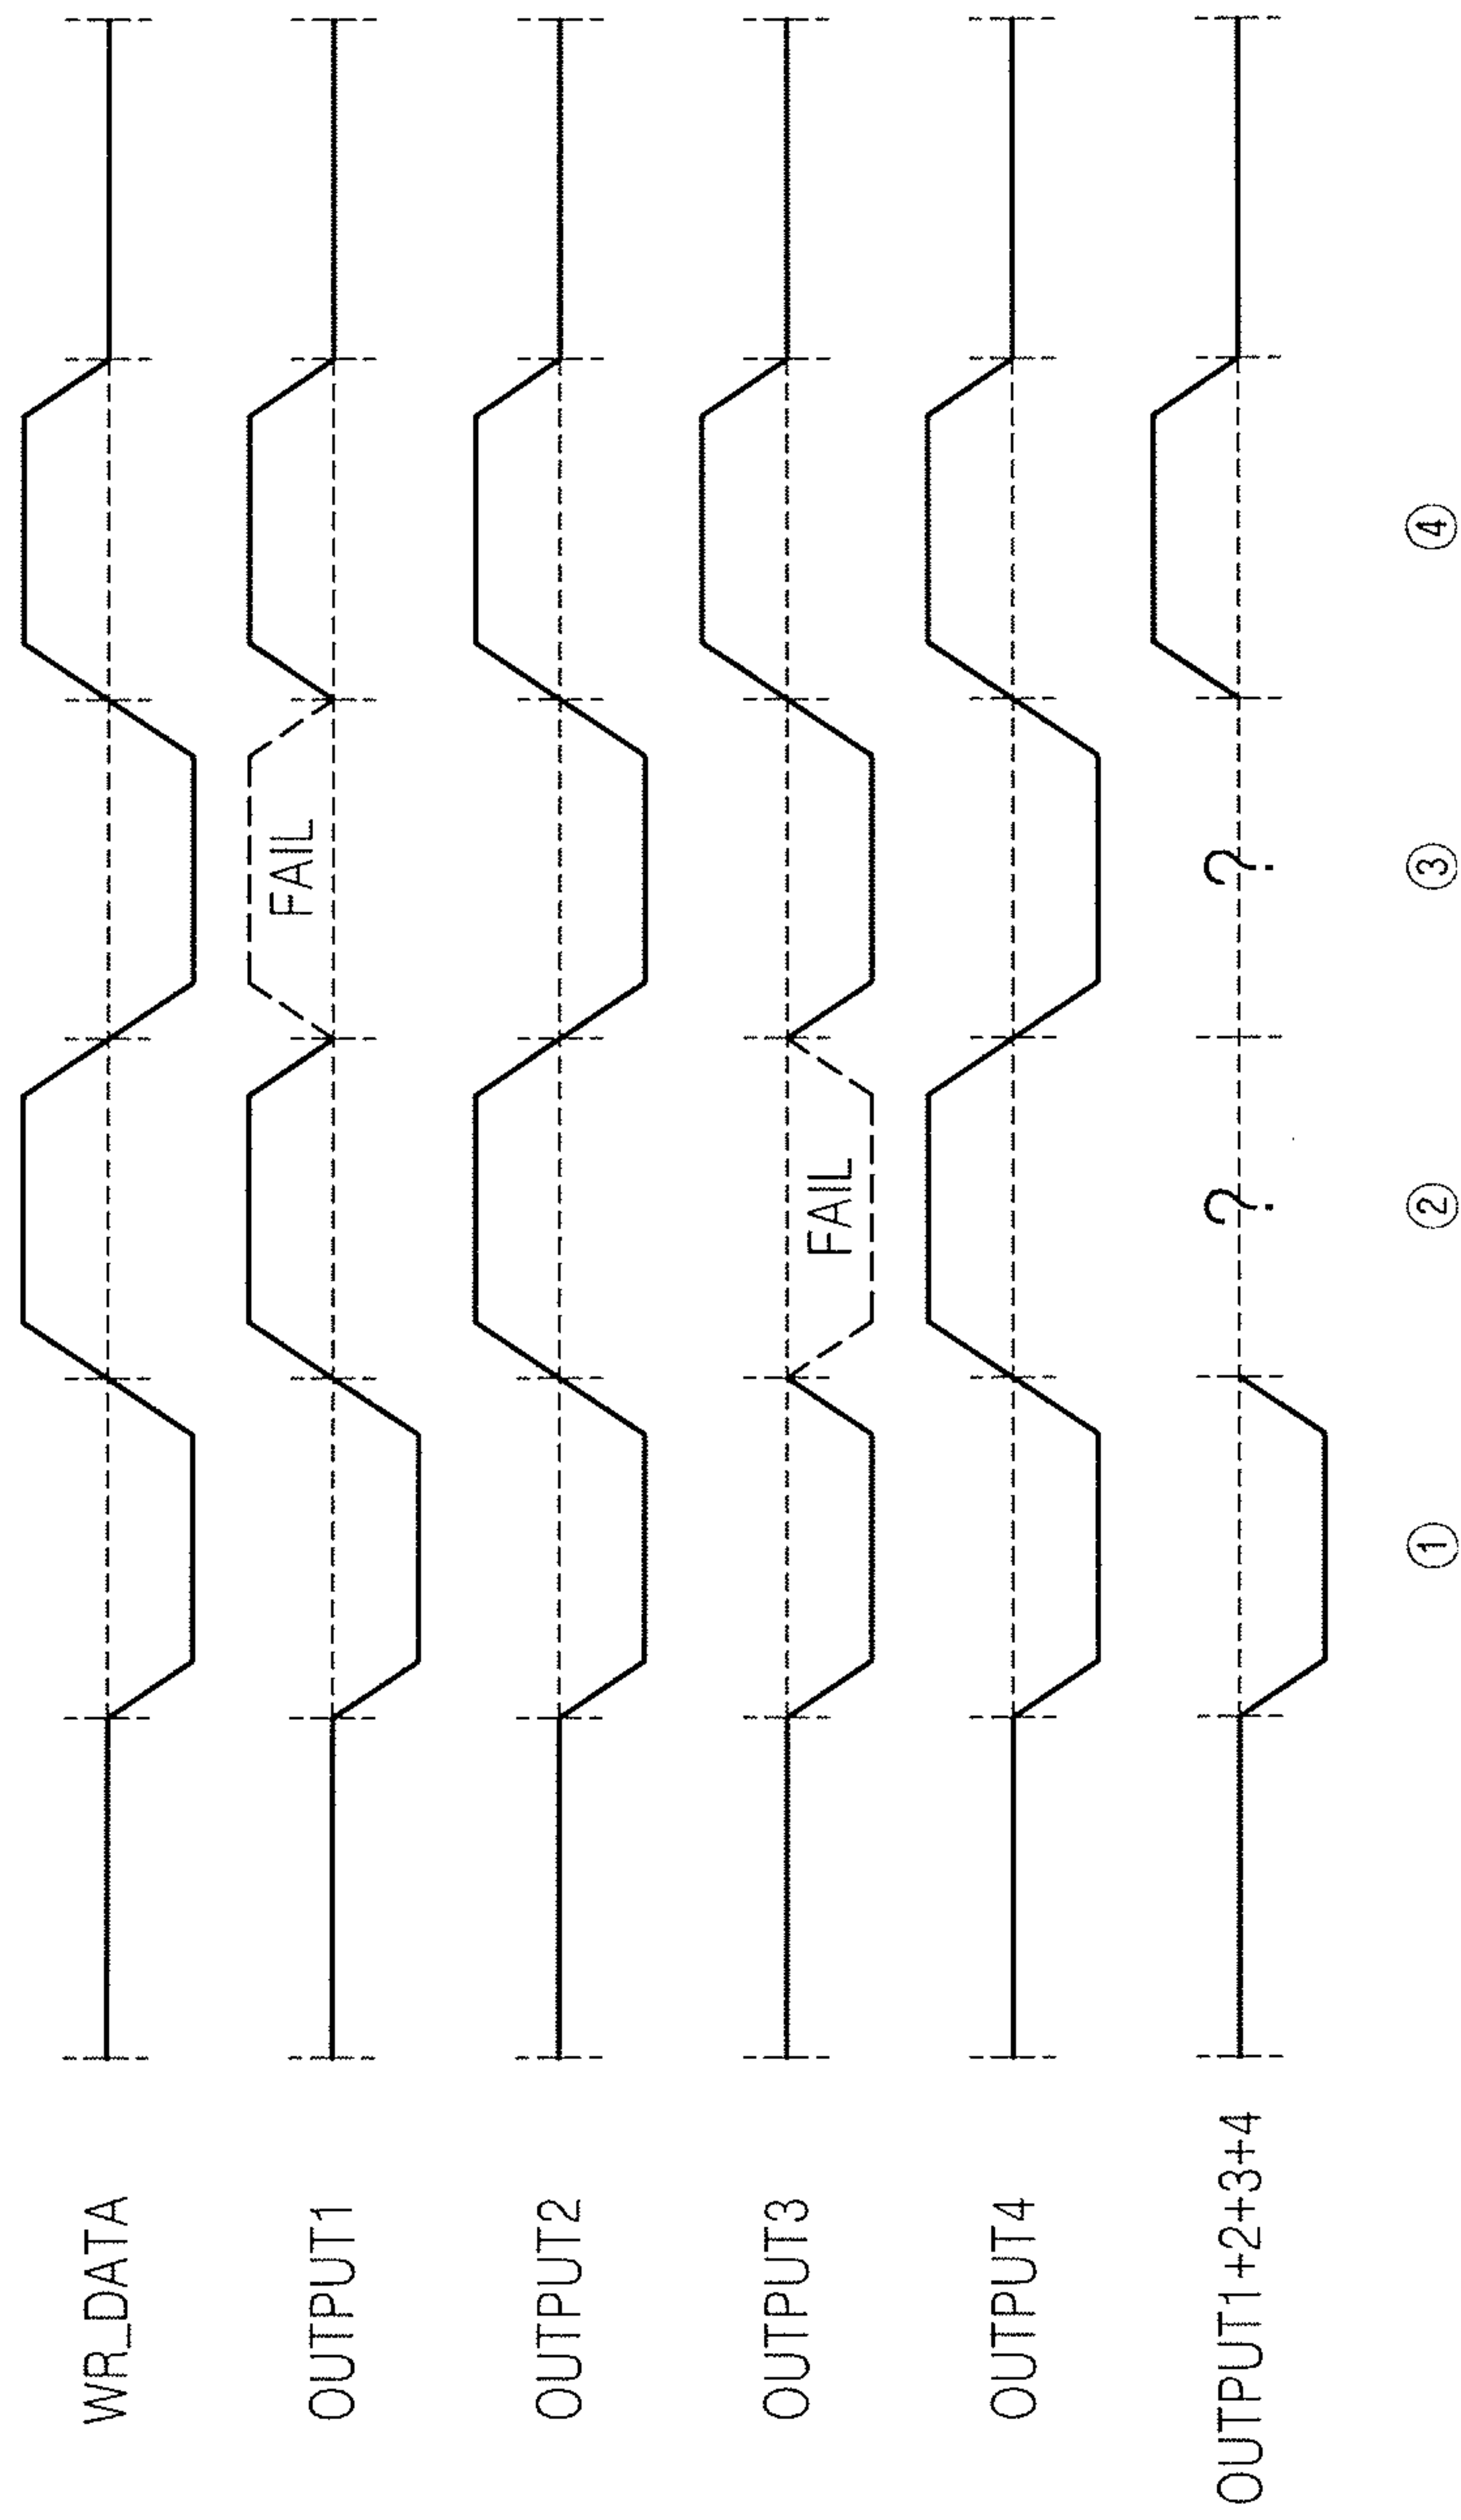 WR_DATA
OUTPUT1
FAIL
OUTPUT2
OUTPUT3
FAIL
OUTPUT4
OUTPUT1+2+3+4
? ?
① ② ③ ④